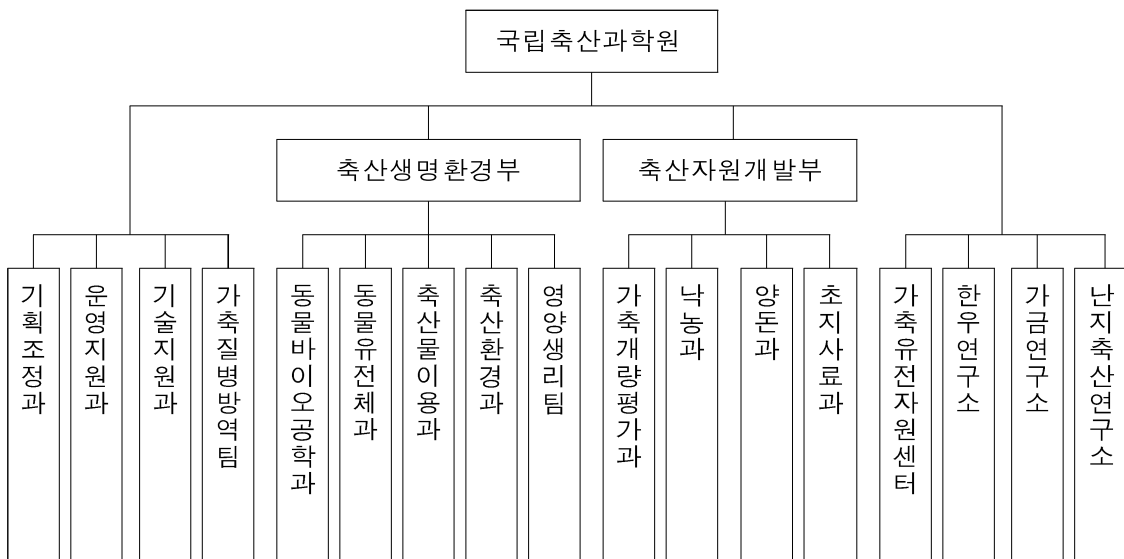 국립축산과학원
축산생명환경부
축산자원개발부
기획조정과
운영지원과
기술지원과
가축질병방역팀
동물바이오공학과
동물유전체과
축산물이용과
축산환경과
영양생리팀
가축개량평가과
낙농과
양돈과
초지사료과
가축유전자원센터
한우연구소
가금연구소
난지축산연구소